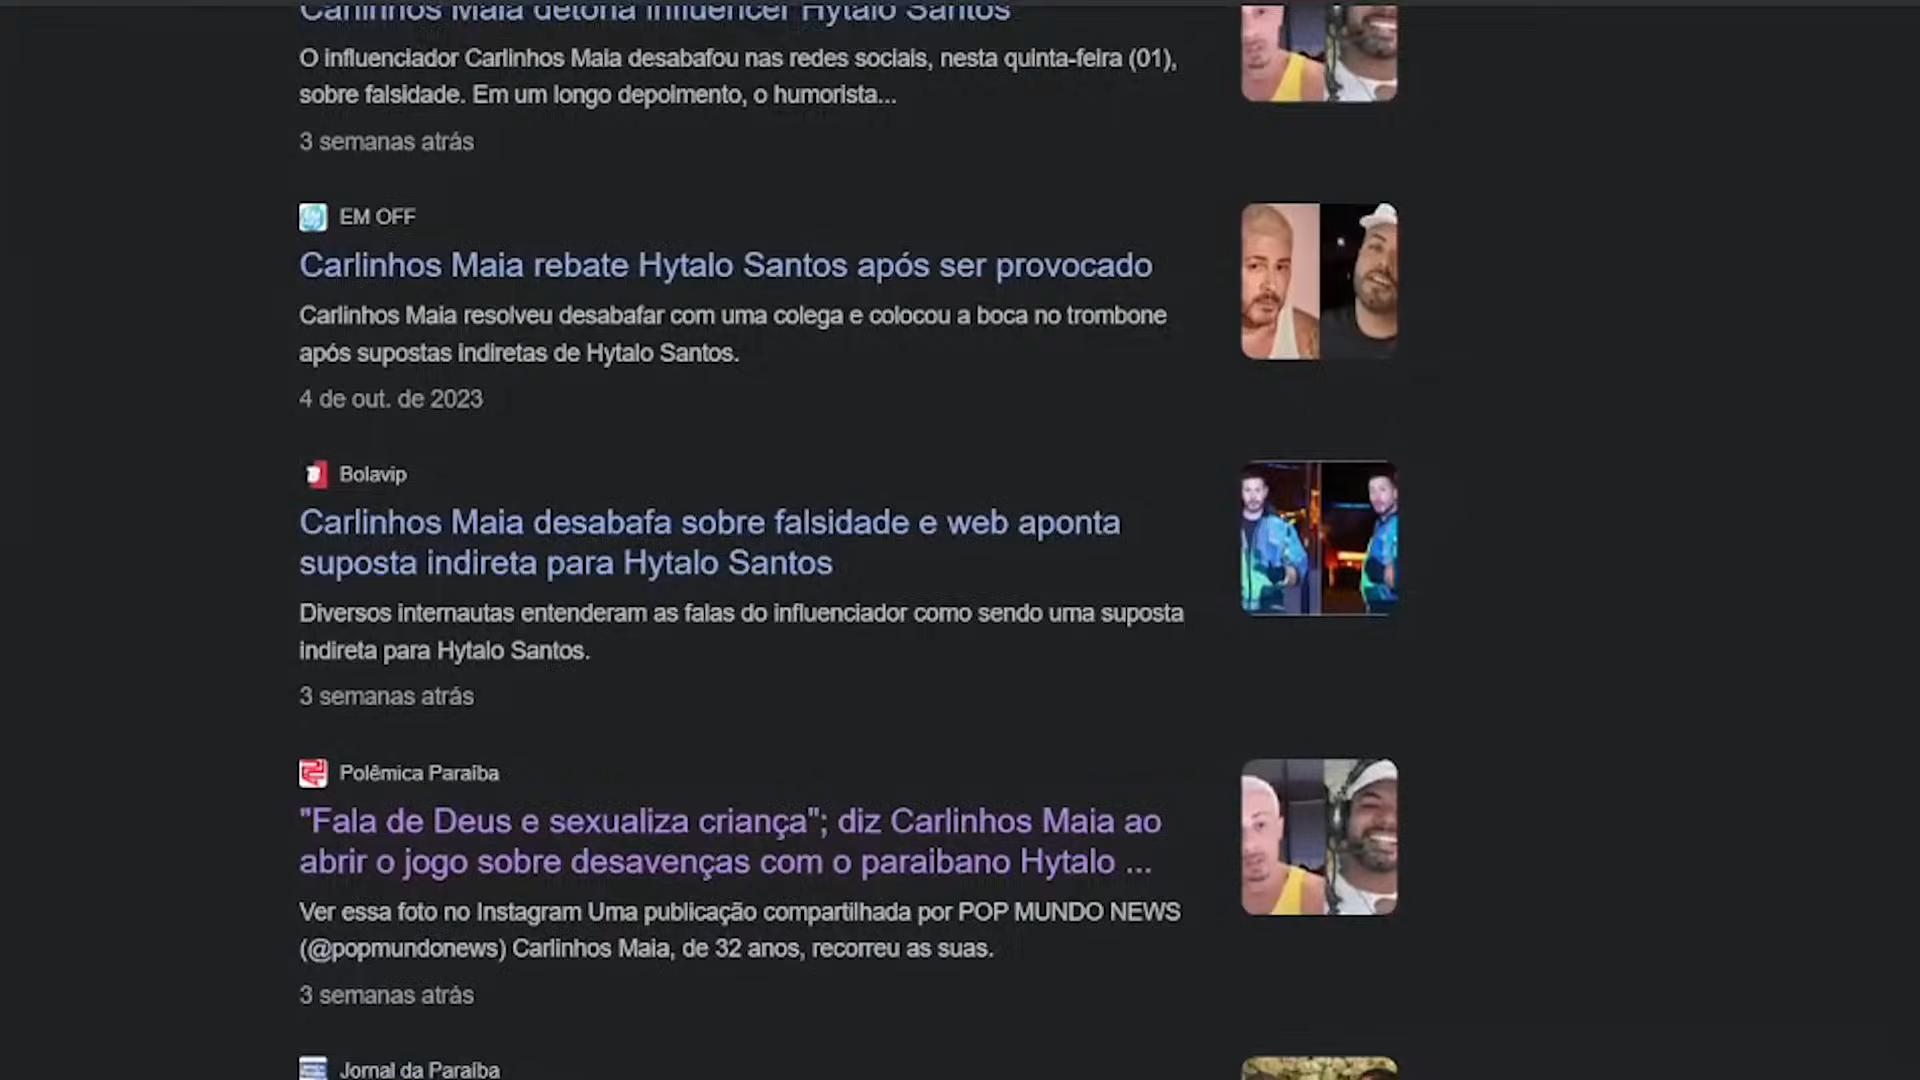 Carlinhos Maia detona influencer Hytalo Santos
O influenciador Carlinhos Maia desabafou nas redes sociais, nesta quinta-feira (01),
sobre falsidade. Em um longo depoimento, o humorista...
3 semanas atrás
EM OFF
Carlinhos Maia rebate Hytalo Santos após ser provocado
Carlinhos Maia resolveu desabafar com uma colega e colocou a boca no trombone
após supostas indiretas de Hytalo Santos.
4 de out. de 2023
Bolavip
Carlinhos Maia desabafa sobre falsidade e web aponta
suposta indireta para Hytalo Santos
Diversos internautas entenderam as falas do influenciador como sendo uma suposta
indireta para Hytalo Santos.
3 semanas atrás
Polêmica Paraíba
"Fala de Deus e sexualiza criança"; diz Carlinhos Maia ao
abrir o jogo sobre desavenças com o paraibano Hytalo ...
Ver essa foto no Instagram Uma publicação compartilhada por POP MUNDO NEWS
(@popmundonews) Carlinhos Maia, de 32 anos, recorreu as suas.
3 semanas atrás
Jornal da Paraíba